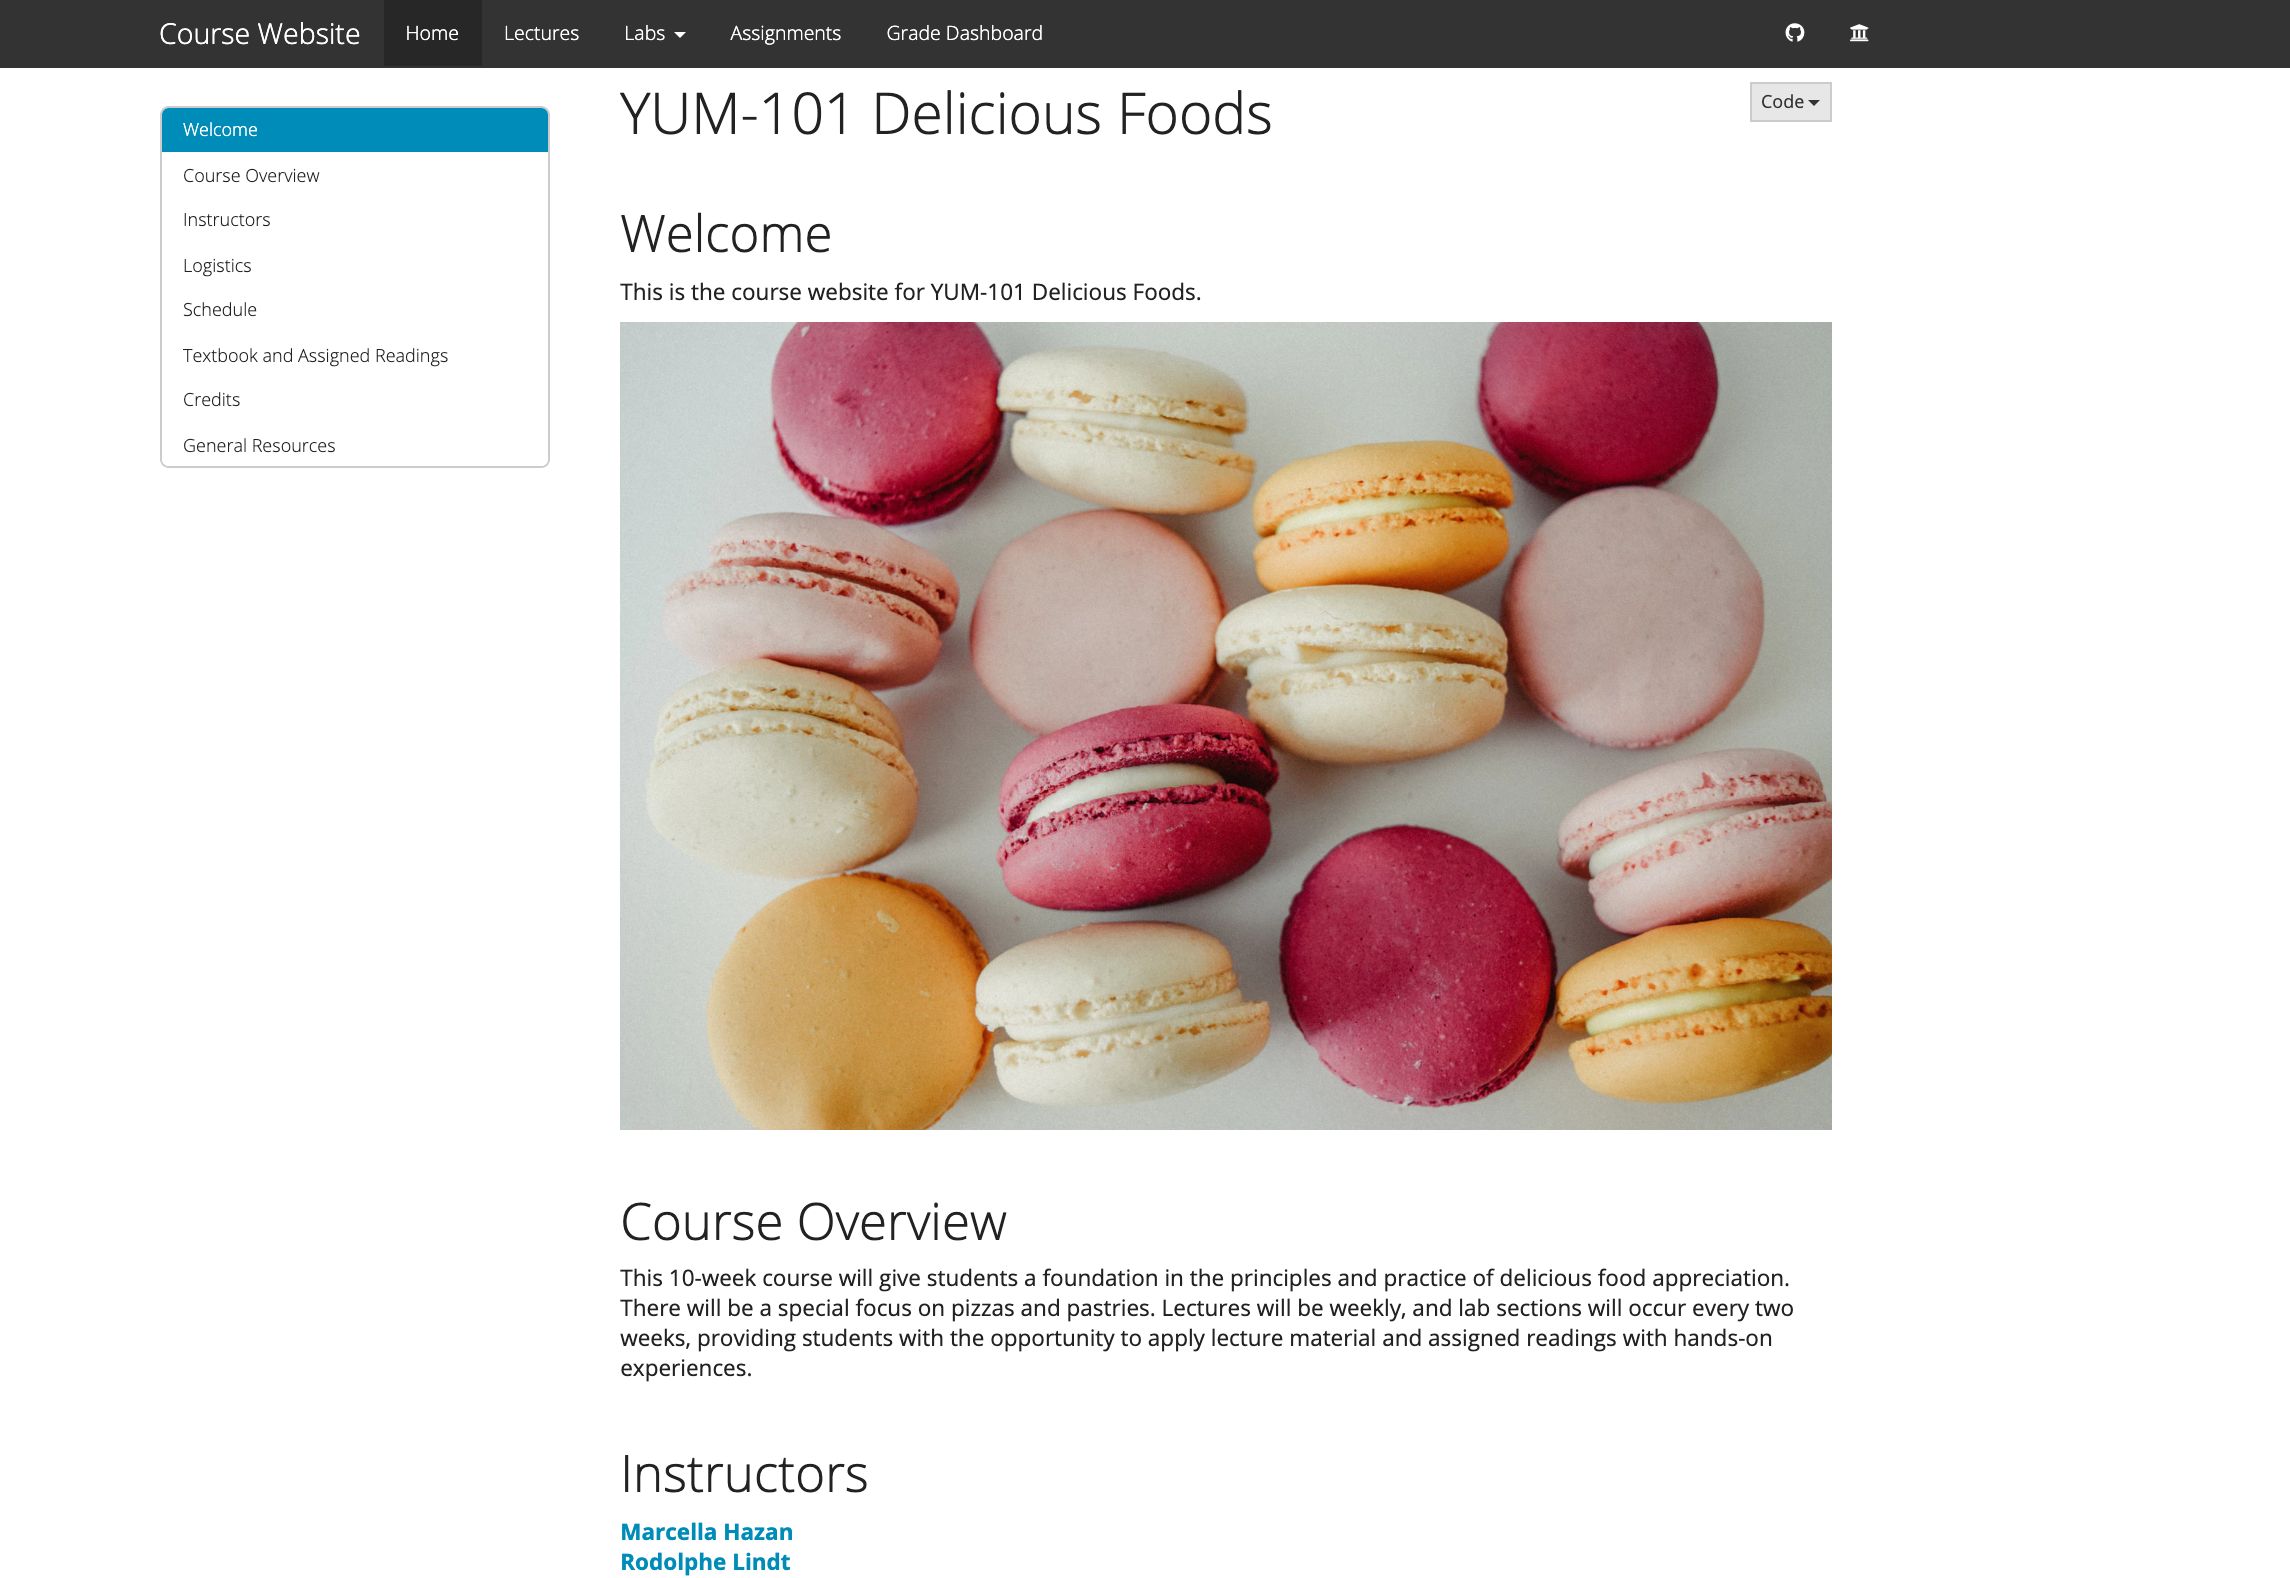 Course Website Home Lectures Labs Assignments Grade Dashboard
Welcome
Course Overview
Instructors
Logistics
Schedule
Textbook and Assigned Readings
Credits
General Resources
YUM-101 Delicious Foods
Code
Welcome
This is the course website for YUM-101 Delicious Foods.
Course Overview
This 10-week course will give students a foundation in the principles and practice of delicious food appreciation.
There will be a special focus on pizzas and pastries. Lectures will be weekly, and lab sections will occur every two
weeks, providing students with the opportunity to apply lecture material and assigned readings with hands-on
experiences.
Instructors
Marcella Hazan
Rodolphe Lindt